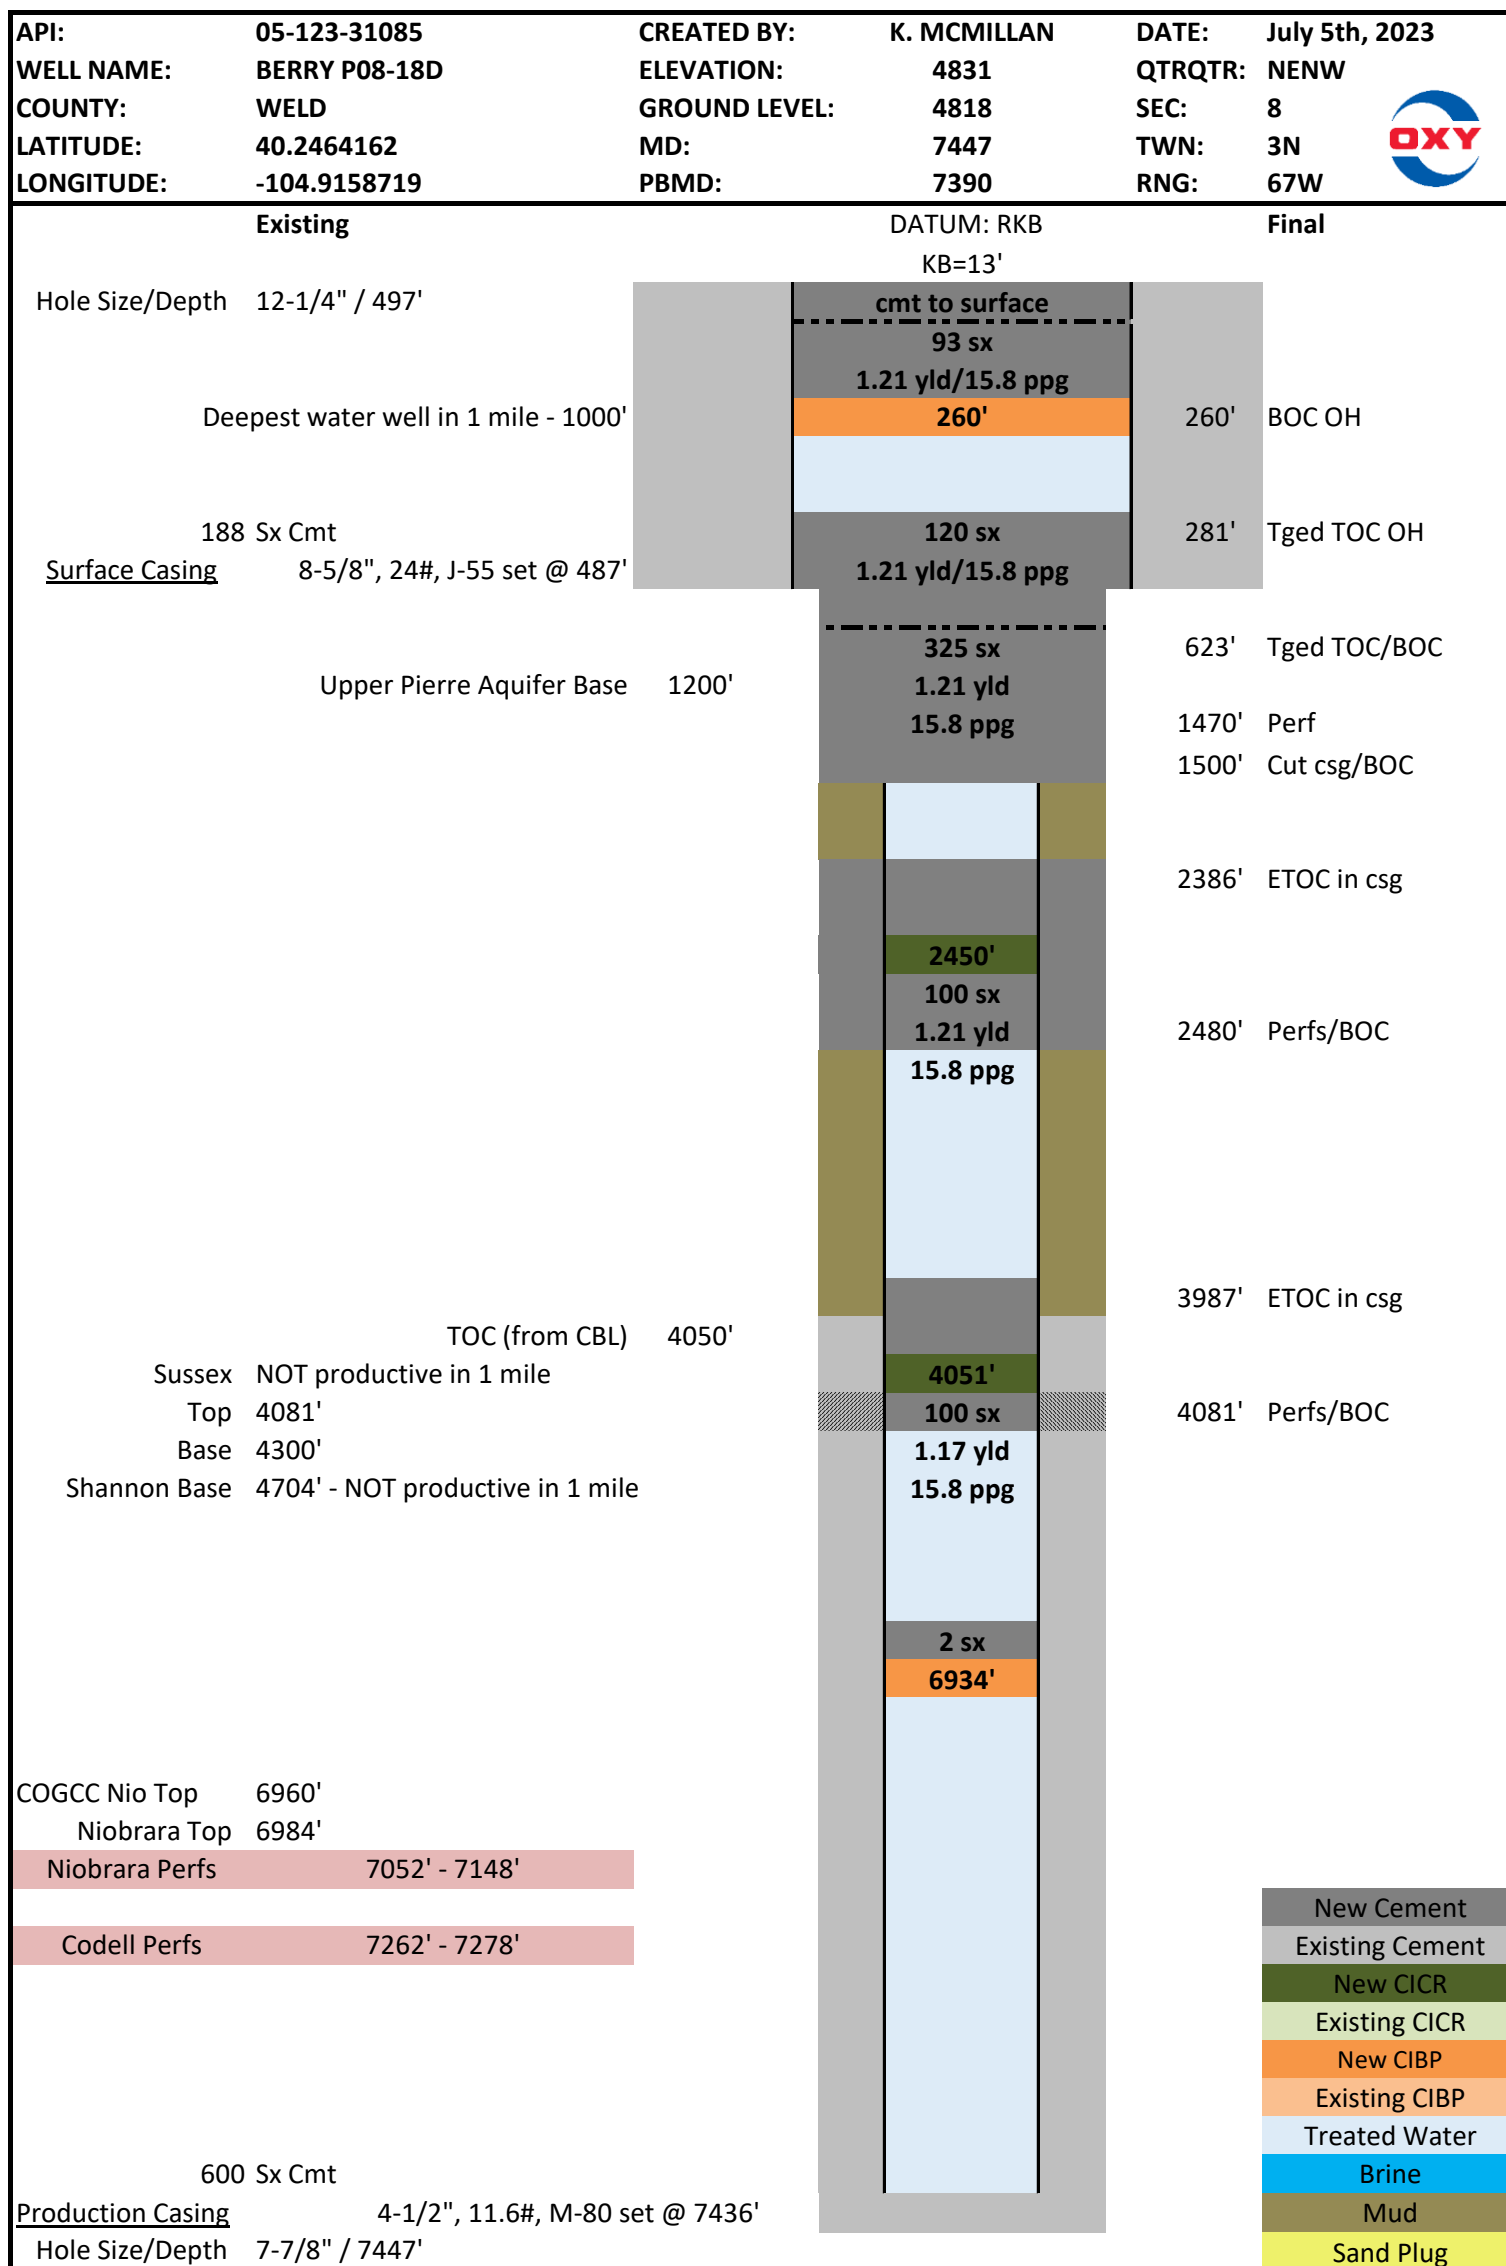 API: 05-123-31085 CREATED BY: K. MCMILLAN DATE: July 5th, 2023
WELL NAME: BERRY P08-18D ELEVATION: 4831 QTRQTR: NENW
COUNTY: WELD GROUND LEVEL: 4818 SEC: 8
LATITUDE: 40.2464162 MD: 7447 TWN: 3N
LONGITUDE: -104.9158719 PBMD: 7390 RNG: 67W
OXY
Existing DATUM: RKB Final
KB=13'
Hole Size/Depth 12-1/4" / 497' cmt to surface
93 sx
1.21 yld/15.8 ppg
Deepest water well in 1 mile - 1000' 260' 260' BOC OH
188 Sx Cmt 120 sx 281' Tged TOC OH
Surface Casing 8-5/8", 24#, J-55 set @ 487' 1.21 yld/15.8 ppg
325 sx 623' Tged TOC/BOC
Upper Pierre Aquifer Base 1200' 1.21 yld
15.8 ppg 1470' Perf
1500' Cut csg/BOC
2386' ETOC in csg
2450'
100 sx
1.21 yld 2480' Perfs/BOC
15.8 ppg
3987' ETOC in csg
TOC (from CBL) 4050'
Sussex NOT productive in 1 mile 4051'
Top 4081' 100 sx 4081' Perfs/BOC
Base 4300' 1.17 yld
Shannon Base 4704' - NOT productive in 1 mile 15.8 ppg
2 sx
6934'
COGCC Nio Top 6960'
Niobrara Top 6984'
Niobrara Perfs 7052' - 7148'
New Cement
Codell Perfs 7262' - 7278' Existing Cement
New CICR
Existing CICR
New CIBP
Existing CIBP
Treated Water
600 Sx Cmt Brine
Production Casing 4-1/2", 11.6#, M-80 set @ 7436' Mud
Hole Size/Depth 7-7/8" / 7447' Sand Plug